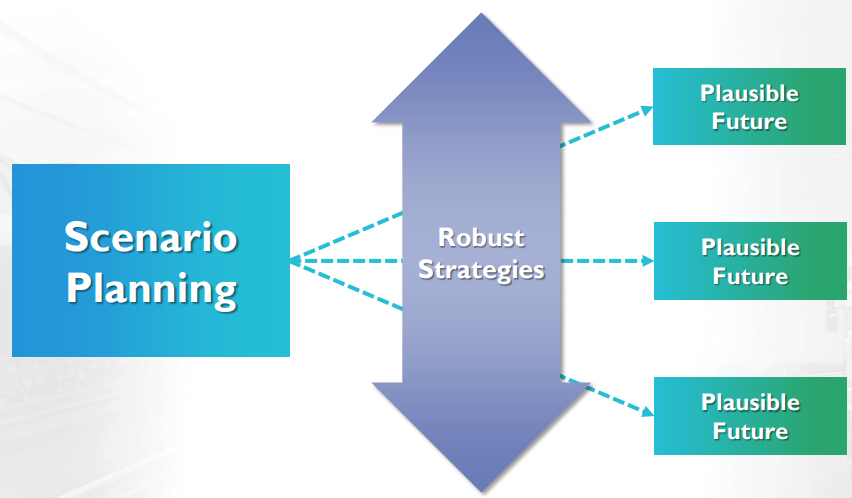 Scenario
Planning
Robust
Strategies
Plausible
Future
Plausible
Future
Plausible
Future